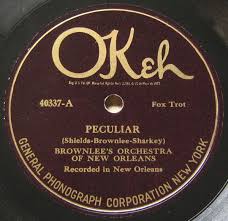 OKeh
40337-A
Fox Trot
PECULIAR
(Shields-Brownlee-Sharkey)
BROWNLEE'S ORCHESTRA
OF NEW ORLEANS
Recorded in New Orleans
GENERAL PHONOGRAPH CORPORATION NEW YORK